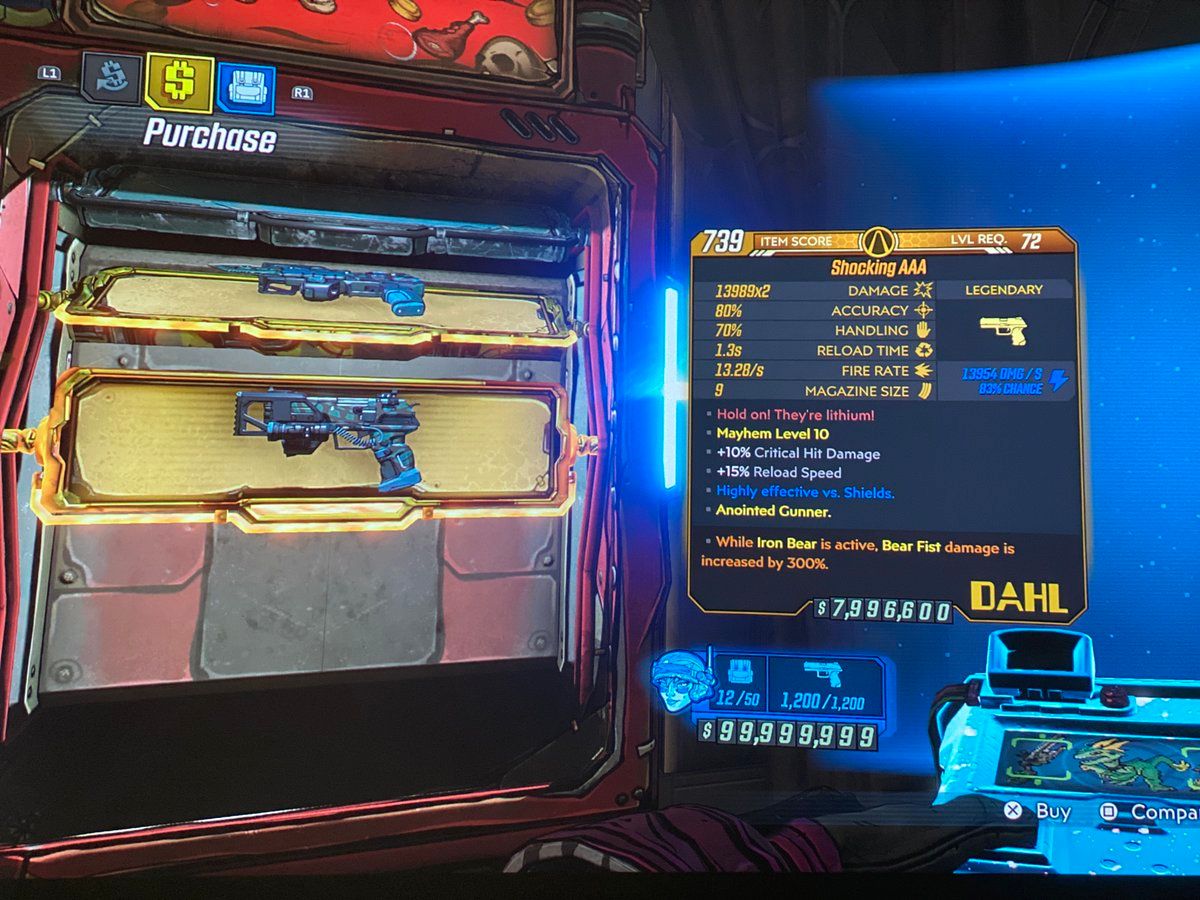 L1
R1
Purchase
739 ITEM SCORE LVL REQ. 72
Shocking AAA
13989x2 DAMAGE
80% ACCURACY
70% HANDLING
1.3s RELOAD TIME
13.28/s FIRE RATE
9 MAGAZINE SIZE
LEGENDARY
13954 DMG / S
83% CHANCE
Hold on! They're lithium!
Mayhem Level 10
+10% Critical Hit Damage
+15% Reload Speed
Highly effective vs. Shields.
Anointed Gunner.
While Iron Bear is active, Bear Fist damage is
increased by 300%.
DAHL
$7,996,600
12/50 1,200/1,200
$99,999,999
Buy Compa